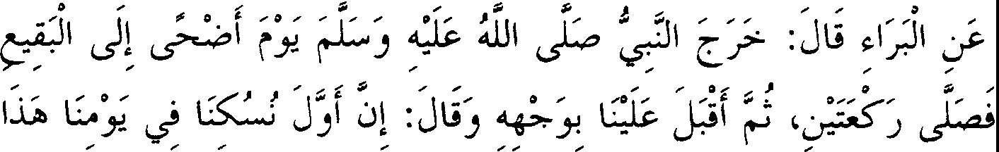 عَنِ الْبَرَاءِ قَالَ: خَرَجَ النَّبِيُّ صَلَّى اللَّهُ عَلَيْهِ وَسَلَّمَ يَوْمَ أَضْحًى إِلَى الْبَقِيعِ
فَصَلَّى رَكْعَتَيْنِ، ثُمَّ أَقْبَلَ عَلَيْنَا بِوَجْهِهِ وَقَالَ: إِنَّ أَوَّلَ نُسُكِنَا فِي يَوْمِنَا هَذَا